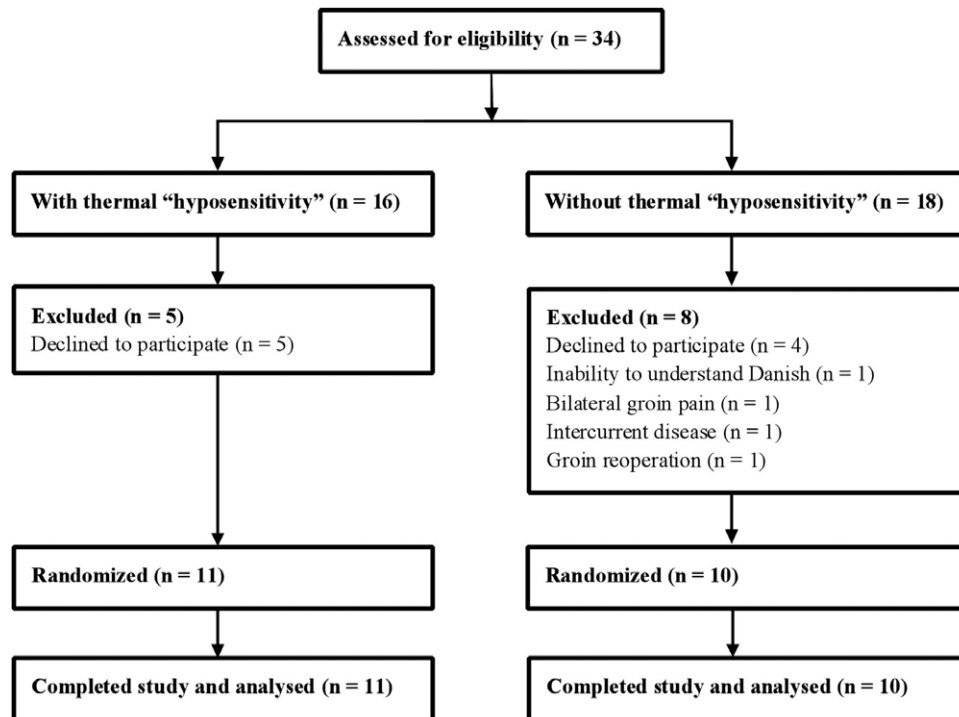 Assessed for eligibility (n = 34)
With thermal “hyposensitivity” (n = 16)
Without thermal “hyposensitivity” (n = 18)
Excluded (n = 5)
Declined to participate (n = 5)
Excluded (n = 8)
Declined to participate (n = 4)
Inability to understand Danish (n = 1)
Bilateral groin pain (n = 1)
Intercurrent disease (n = 1)
Groin reoperation (n = 1)
Randomized (n = 11)
Randomized (n = 10)
Completed study and analysed (n = 11)
Completed study and analysed (n = 10)